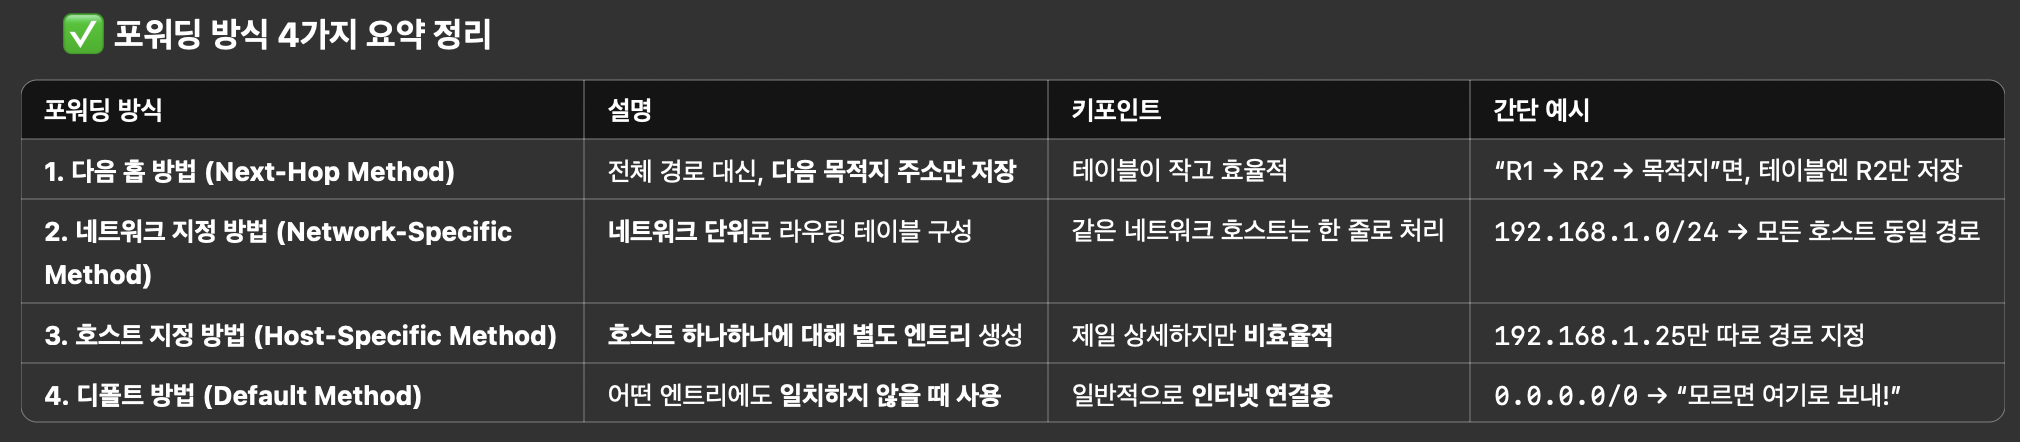 ✅ 포워딩 방식 4가지 요약 정리
포워딩 방식 설명 키포인트 간단 예시
1. 다음 홉 방법 (Next-Hop Method) 전체 경로 대신, 다음 목적지 주소만 저장 테이블이 작고 효율적 “R1 → R2 → 목적지”면, 테이블엔 R2만 저장
2. 네트워크 지정 방법 (Network-Specific 네트워크 단위로 라우팅 테이블 구성 같은 네트워크 호스트는 한 줄로 처리 192.168.1.0/24 → 모든 호스트 동일 경로
Method)
3. 호스트 지정 방법 (Host-Specific Method) 호스트 하나하나에 대해 별도 엔트리 생성 제일 상세하지만 비효율적 192.168.1.25만 따로 경로 지정
4. 디폴트 방법 (Default Method) 어떤 엔트리에도 일치하지 않을 때 사용 일반적으로 인터넷 연결용 0.0.0.0/0 → “모르면 여기로 보내!”